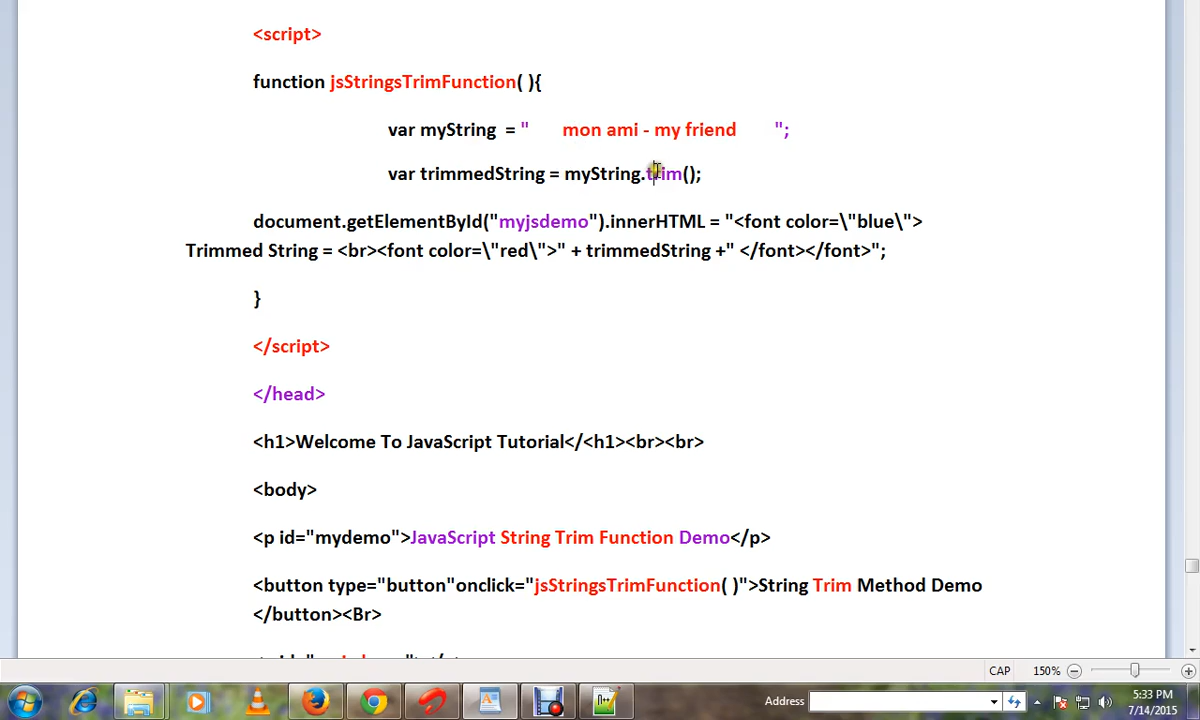 <script>
function jsStringsTrimFunction( ){
var myString = " mon ami - my friend ";
var trimmedString = myString.trim();
document.getElementById("myjsdemo").innerHTML = "<font color=\"blue\">
Trimmed String = <br><font color=\"red\">" + trimmedString +" </font></font>";
}
</script>
</head>
<h1>Welcome To JavaScript Tutorial</<h1><br><br>
<body>
<p id="mydemo">JavaScript String Trim Function Demo</p>
<button type="button"onclick="jsStringsTrimFunction( )">String Trim Method Demo
</button><Br>
CAP 150%
Address
5:33 PM
7/14/2015